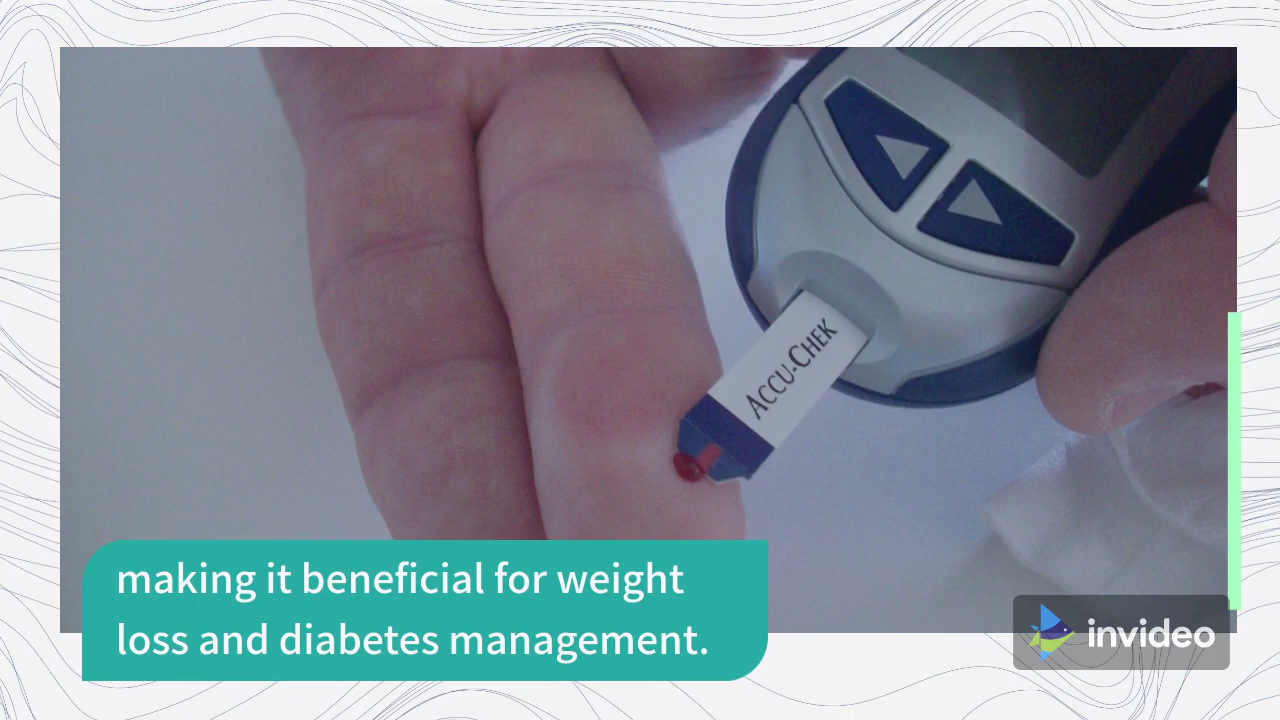 ACCU-CHEK
making it beneficial for weight
loss and diabetes management.
invideo